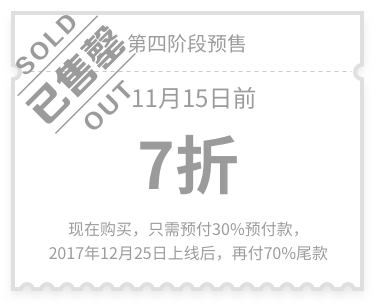 SOLD
已售罄
OUT
第四阶段预售
11月15日前
7折
现在购买，只需预付30%预付款，
2017年12月25日上线后，再付70%尾款